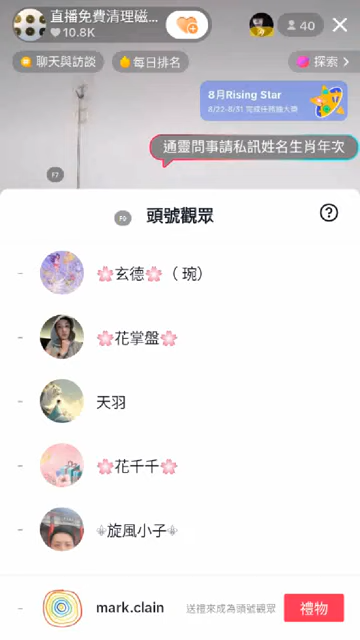 直播免費清理磁...
10.8K
40
聊天與訪談
每日排名
探索
8月Rising Star
8/22-8/31 完成任務抽大獎
通靈問事請私訊姓名生肖年次
F7
F0
頭號觀眾
🌸玄德🌸（琬）
🌸花掌盤🌸
天羽
🌸花千千🌸
⚜旋風小子⚜
mark.clain
送禮來成為頭號觀眾
禮物